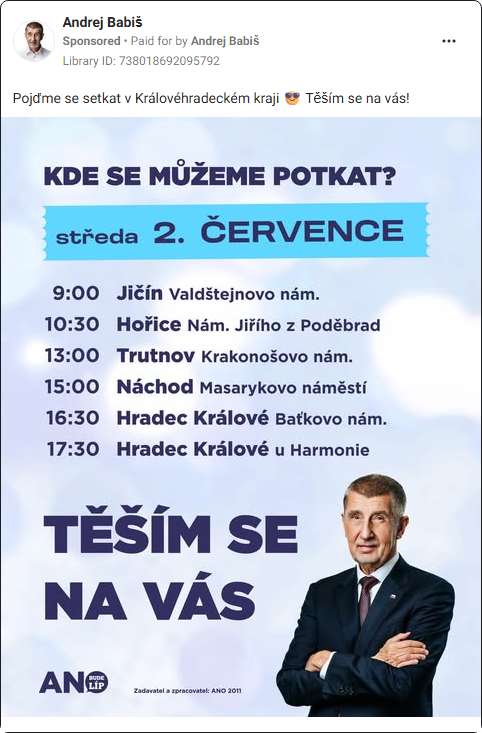 Andrej Babiš
Sponsored • Paid for by Andrej Babiš
Library ID: 738018692095792
Pojďme se setkat v Královéhradeckém kraji 😎 Těším se na vás!
KDE SE MŮŽEME POTKAT?
středa 2. ČERVENCE
9:00 Jičín Valdštejnovo nám.
10:30 Hořice Nám. Jiřího z Poděbrad
13:00 Trutnov Krakonošovo nám.
15:00 Náchod Masarykovo náměstí
16:30 Hradec Králové Baťkovo nám.
17:30 Hradec Králové u Harmonie
TĚŠÍM SE
NA VÁS
ANO BUDE LÍP
Zadavatel a zpracovatel: ANO 2011